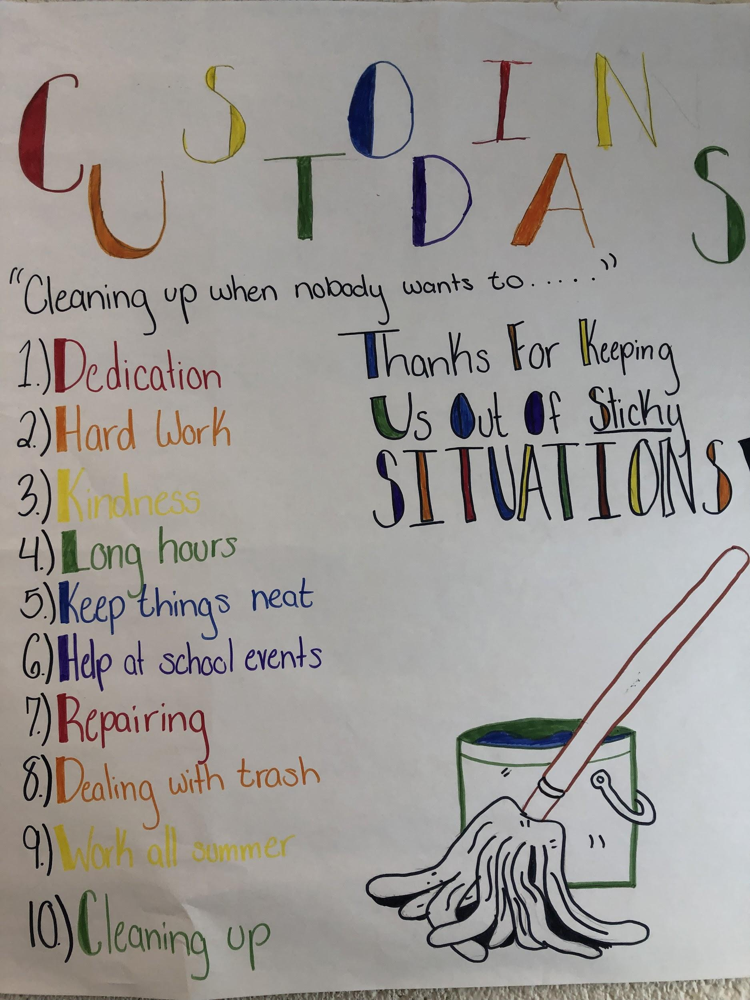 CUSTODIANS
"Cleaning up when nobody wants to....."
1.) Dedication
2.) Hard Work
3.) Kindness
4.) Long hours
5.) Keep things neat
6.) Help at school events
7.) Repairing
8.) Dealing with trash
9.) Work all summer
10.) Cleaning up
Thanks For Keeping
Us Out Of Sticky
SITUATIONS